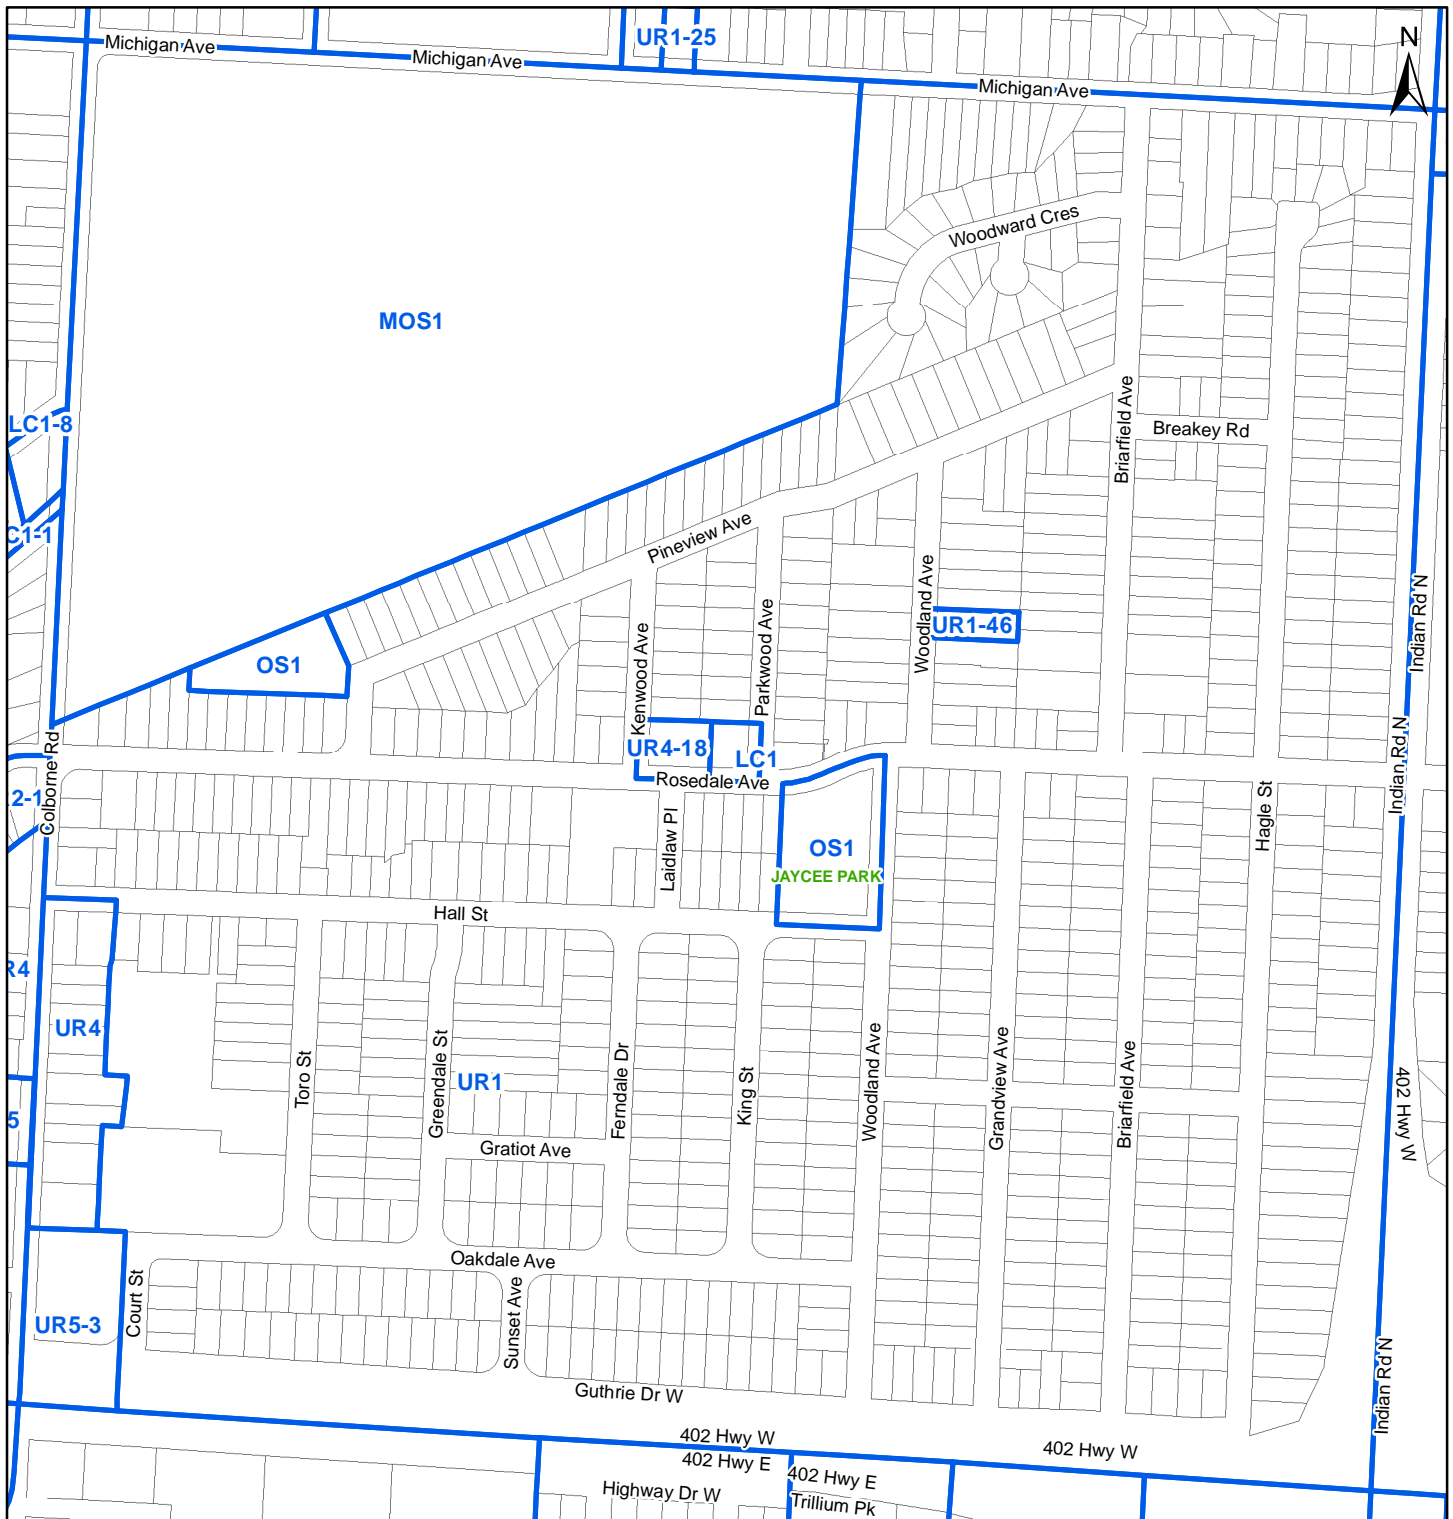 UR1-25
N
Michigan Ave
Michigan Ave
Michigan Ave
Woodward Cres
MOS1
LC1-8
Briarfield Ave
Breakey Rd
C1-1
Pineview Ave
Woodland Ave
Indian Rd N
UR1-46
Parkwood Ave
Kenwood Ave
OS1
UR4-18
LC1
Indian Rd N
Rosedale Ave
Colborne Rd
2-1
Hagle St
Laidlaw Pl
OS1
JAYCEE PARK
Hall St
R4
UR4
Toro St
Greendale St
UR1
Ferndale Dr
King St
Woodland Ave
Grandview Ave
Briarfield Ave
402 Hwy W
5
Gratiot Ave
Oakdale Ave
Court St
Sunset Ave
UR5-3
Indian Rd N
Guthrie Dr W
402 Hwy W
402 Hwy W
402 Hwy E
402 Hwy E
Highway Dr W
Trillium Pk